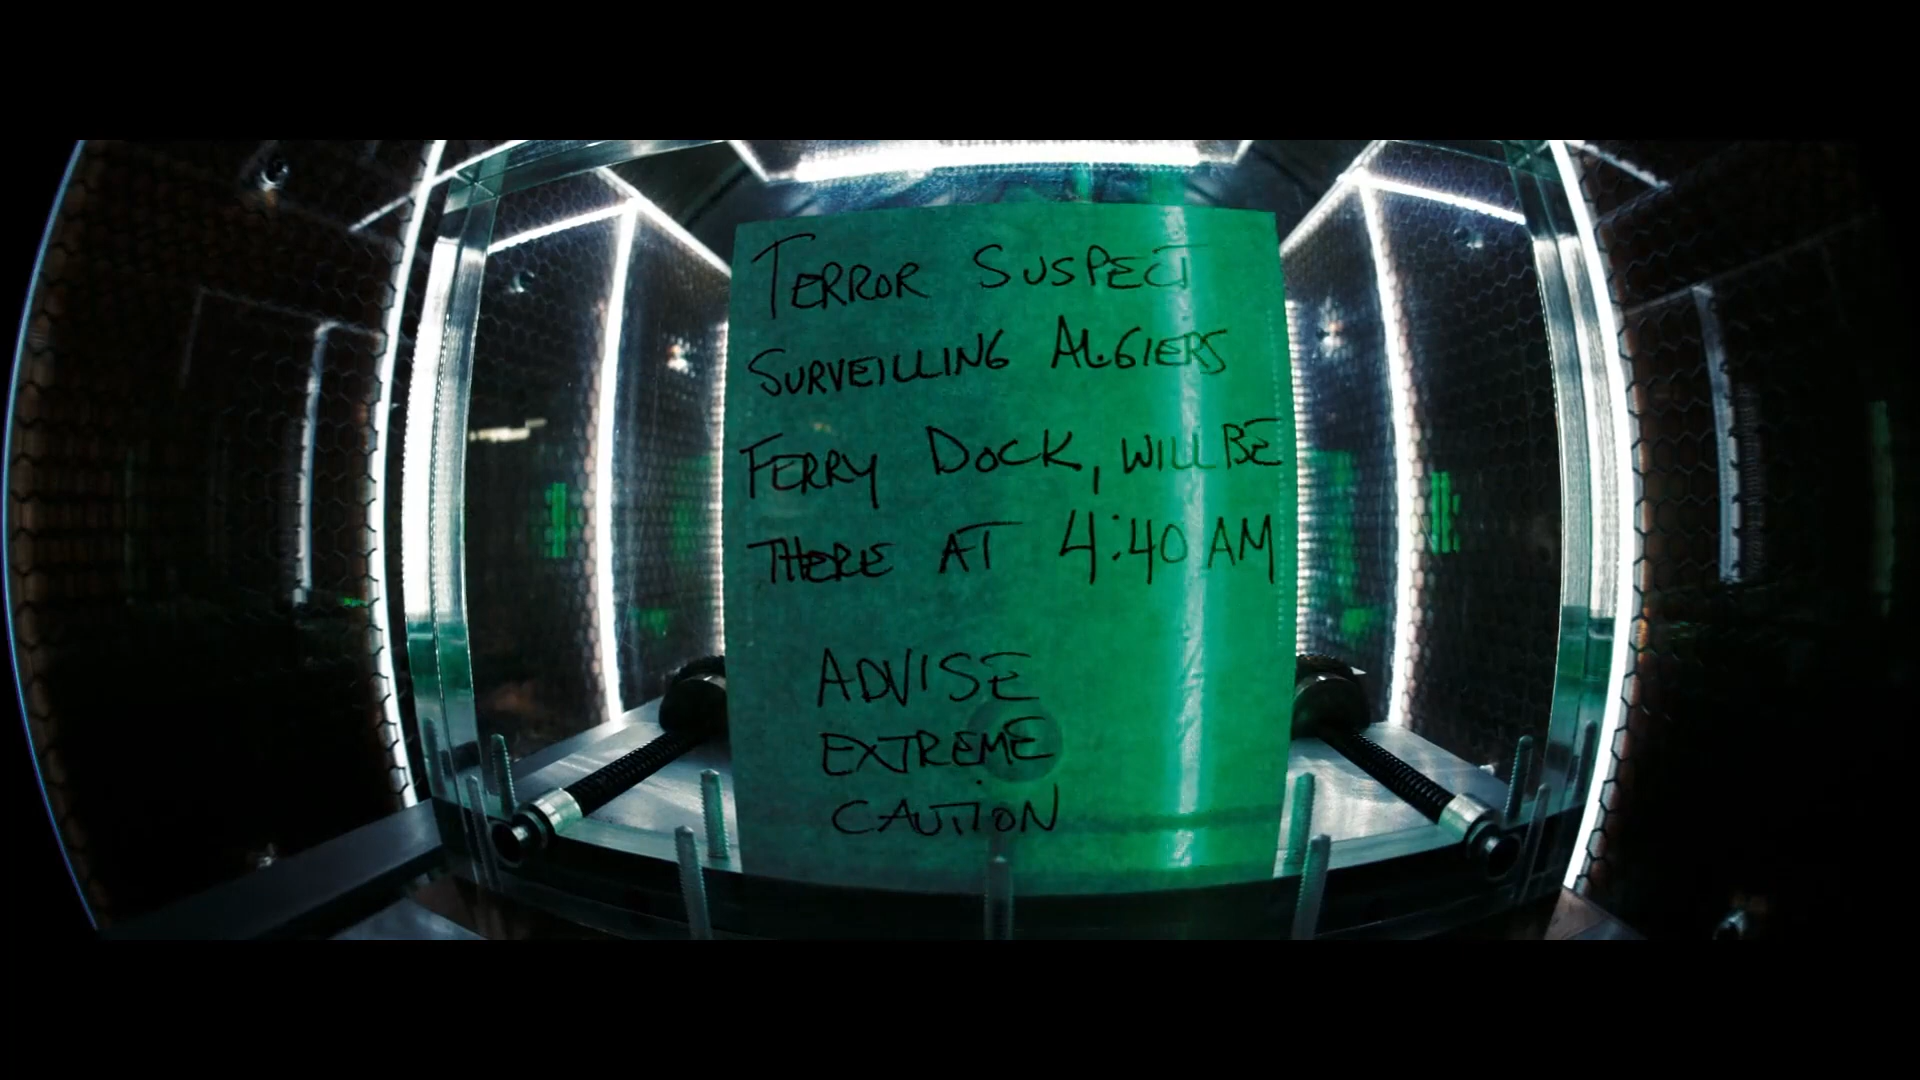 TERROR SUSPECT
SURVEILLING ALGIERS
FERRY DOCK, WILL BE
THERE AT 4:40 AM
ADVISE
EXTREME
CAUTION